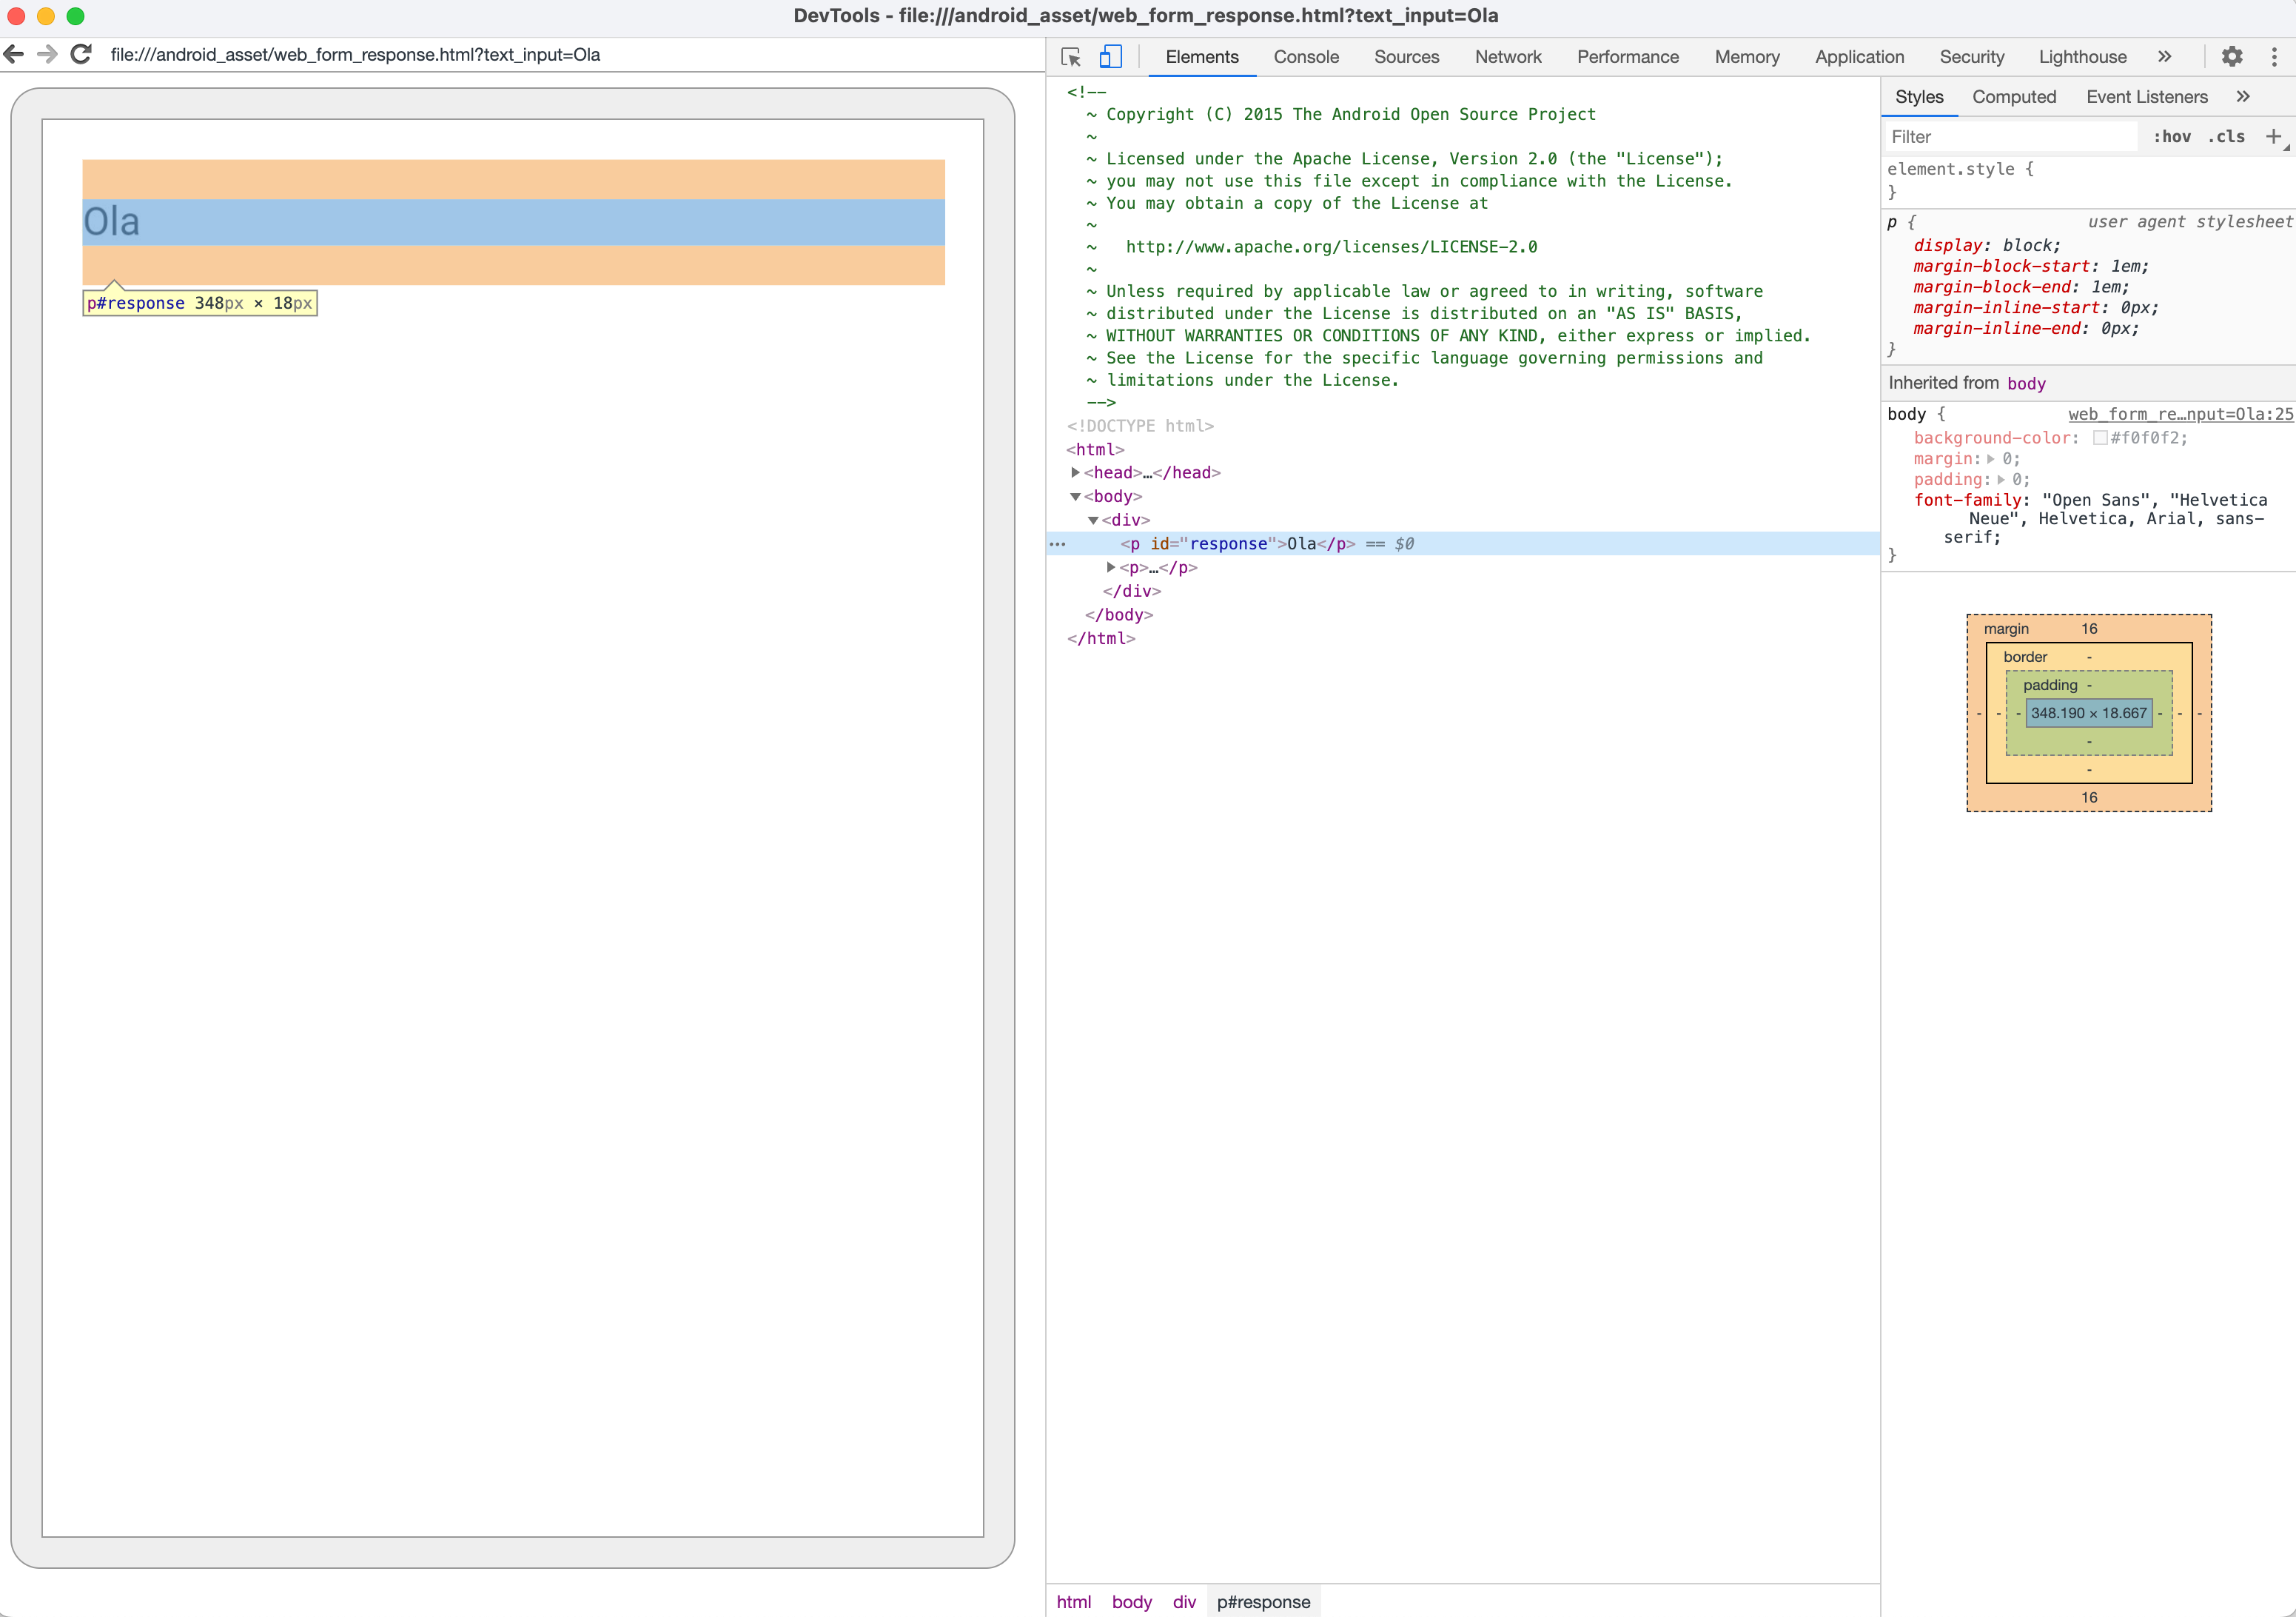 DevTools - file:///android_asset/web_form_response.html?text_input=Ola
file:///android_asset/web_form_response.html?text_input=Ola
Ola
p#response 348px × 18px
Elements Console Sources Network Performance Memory Application Security Lighthouse »
<!--
~ Copyright (C) 2015 The Android Open Source Project
~
~ Licensed under the Apache License, Version 2.0 (the "License");
~ you may not use this file except in compliance with the License.
~ You may obtain a copy of the License at
~
~   http://www.apache.org/licenses/LICENSE-2.0
~
~ Unless required by applicable law or agreed to in writing, software
~ distributed under the License is distributed on an "AS IS" BASIS,
~ WITHOUT WARRANTIES OR CONDITIONS OF ANY KIND, either express or implied.
~ See the License for the specific language governing permissions and
~ limitations under the License.
-->
<!DOCTYPE html>
<html>
<head>…</head>
<body>
<div>
… <p id="response">Ola</p> == $0
<p>…</p>
</div>
</body>
</html>
html body div p#response
Styles Computed Event Listeners »
Filter :hov .cls +
element.style {
}
p { user agent stylesheet
display: block;
margin-block-start: 1em;
margin-block-end: 1em;
margin-inline-start: 0px;
margin-inline-end: 0px;
}
Inherited from body
body { web_form_re…nput=Ola:25
background-color: #f0f0f2;
margin: 0;
padding: 0;
font-family: "Open Sans", "Helvetica
Neue", Helvetica, Arial, sans-
serif;
}
margin 16
border -
padding -
- - - 348.190 × 18.667 - - -
-
-
16